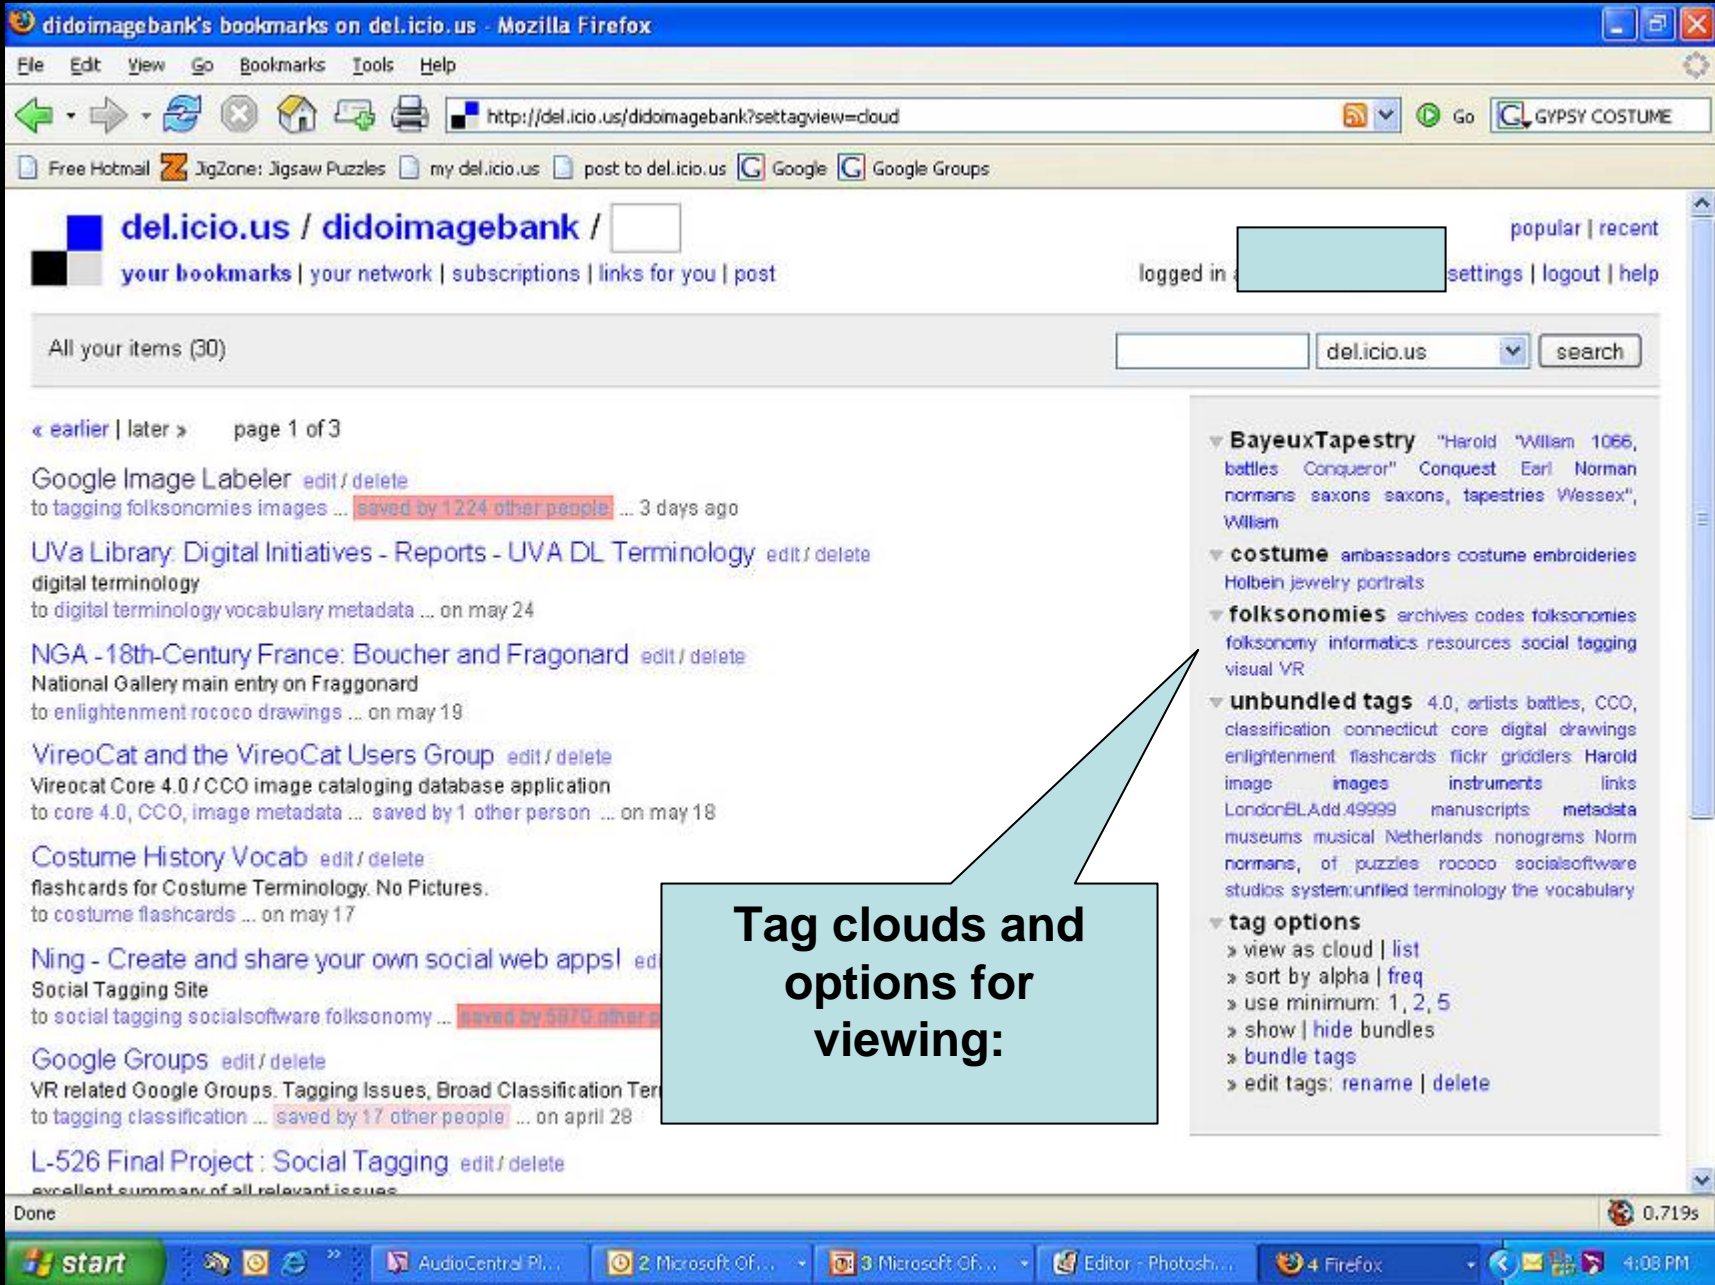 didoimagebank's bookmarks on del.icio.us - Mozilla Firefox
File Edit View Go Bookmarks Tools Help
http://del.icio.us/didoimagebank?settagview=cloud
Go
GYPSY COSTUME
Free Hotmail JigZone: Jigsaw Puzzles my del.icio.us post to del.icio.us Google Google Groups
del.icio.us / didoimagebank /
popular | recent
your bookmarks | your network | subscriptions | links for you | post
logged in
settings | logout | help
All your items (30)
del.icio.us
search
« earlier | later » page 1 of 3
Google Image Labeler edit / delete
to tagging folksonomies images ... saved by 1224 other people ... 3 days ago
UVa Library: Digital Initiatives - Reports - UVA DL Terminology edit / delete
digital terminology
to digital terminology vocabulary metadata ... on may 24
NGA -18th-Century France: Boucher and Fragonard edit / delete
National Gallery main entry on Fraggonard
to enlightenment rococo drawings ... on may 19
VireoCat and the VireoCat Users Group edit / delete
Vireocat Core 4.0 / CCO image cataloging database application
to core 4.0, CCO, image metadata ... saved by 1 other person ... on may 18
Costume History Vocab edit / delete
flashcards for Costume Terminology. No Pictures.
to costume flashcards ... on may 17
Ning - Create and share your own social web apps! edi
Social Tagging Site
to social tagging socialsoftware folksonomy ... saved by 5970 other p
Google Groups edit / delete
VR related Google Groups. Tagging Issues, Broad Classification Ter
to tagging classification ... saved by 17 other people ... on april 28
L-526 Final Project : Social Tagging edit / delete
excellent summary of all relevant issues
BayeuxTapestry "Harold "William 1066,
battles Conqueror" Conquest Earl Norman
normans saxons saxons, tapestries Wessex",
William
costume ambassadors costume embroideries
Holbein jewelry portraits
folksonomies archives codes folksonomies
folksonomy informatics resources social tagging
visual VR
unbundled tags 4.0, artists battles, CCO,
classification connecticut core digital drawings
enlightenment flashcards flickr griddlers Harold
image images instruments links
LondonBLAdd.49999 manuscripts metadata
museums musical Netherlands nonograms Norm
normans, of puzzles rococo socialsoftware
studios system:unfiled terminology the vocabulary
tag options
» view as cloud | list
» sort by alpha | freq
» use minimum: 1, 2, 5
» show | hide bundles
» bundle tags
» edit tags: rename | delete
Tag clouds and
options for
viewing:
Done
0.719s
start
AudioCentral Pl...
2 Microsoft Of...
3 Microsoft Of...
Editor - Photosh...
4 Firefox
4:08 PM